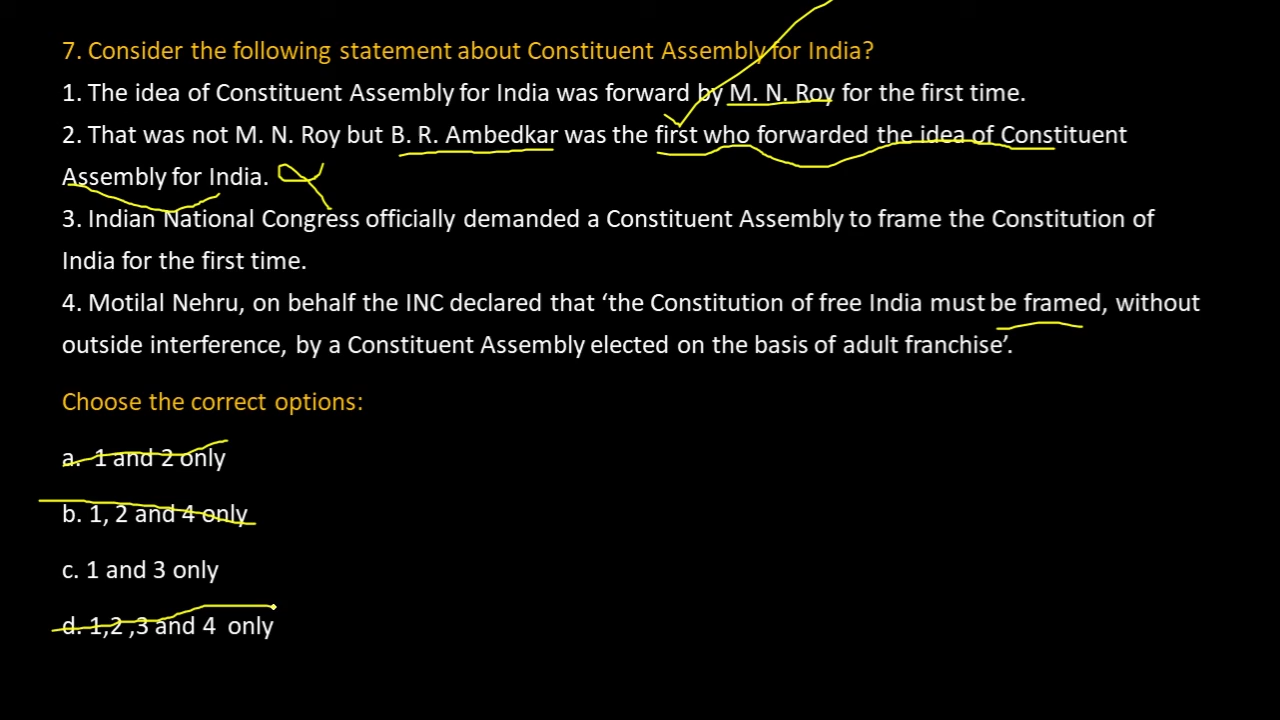 7. Consider the following statement about Constituent Assembly for India?
1. The idea of Constituent Assembly for India was forward by M. N. Roy for the first time.
2. That was not M. N. Roy but B. R. Ambedkar was the first who forwarded the idea of Constituent
Assembly for India.
3. Indian National Congress officially demanded a Constituent Assembly to frame the Constitution of
India for the first time.
4. Motilal Nehru, on behalf the INC declared that ‘the Constitution of free India must be framed, without
outside interference, by a Constituent Assembly elected on the basis of adult franchise’.
Choose the correct options:
a. 1 and 2 only
b. 1, 2 and 4 only
c. 1 and 3 only
d. 1,2 ,3 and 4 only